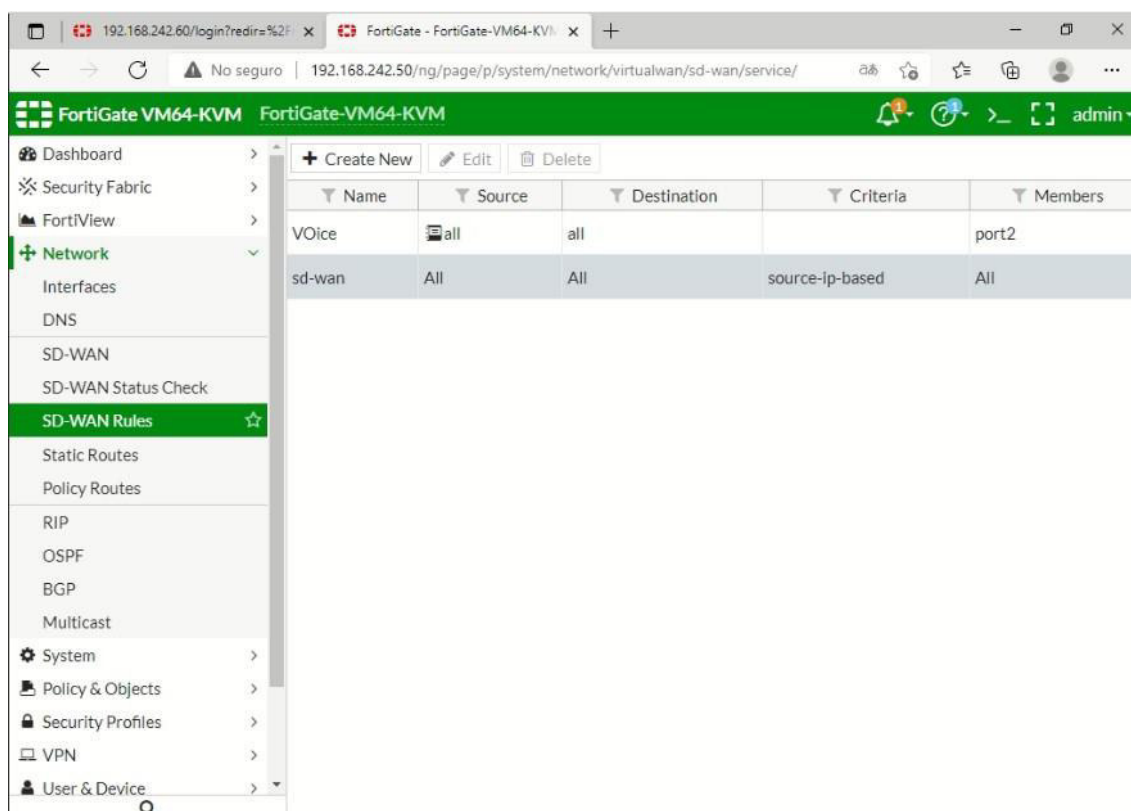 192.168.242.60/login?redir=%2F
FortiGate - FortiGate-VM64-KV
No seguro
192.168.242.50/ng/page/p/system/network/virtualwan/sd-wan/service/
FortiGate VM64-KVM FortiGate-VM64-KVM
1 1 >_ admin
Dashboard
Security Fabric
FortiView
Network
Interfaces
DNS
SD-WAN
SD-WAN Status Check
SD-WAN Rules
Static Routes
Policy Routes
RIP
OSPF
BGP
Multicast
System
Policy & Objects
Security Profiles
VPN
User & Device
+ Create New Edit Delete
Name Source Destination Criteria Members
VOice all all port2
sd-wan All All source-ip-based All